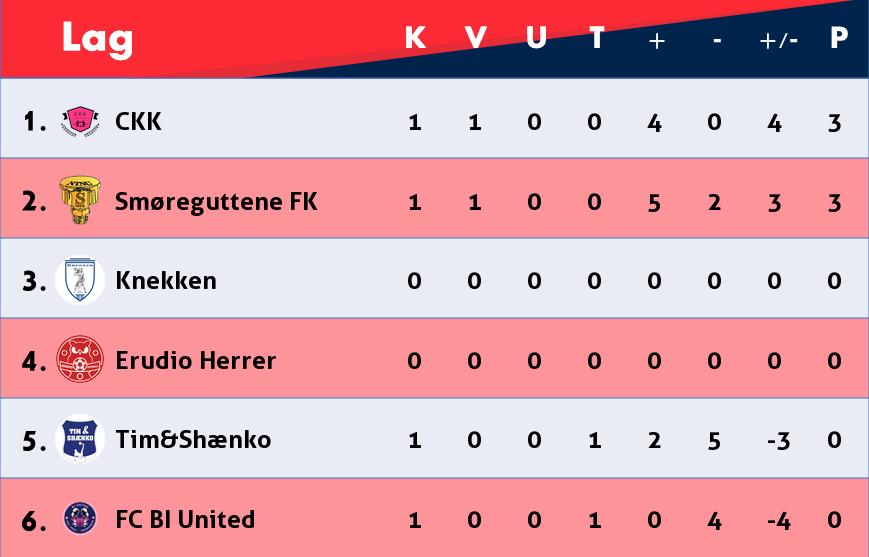 Lag K V U T + - +/- P
1. CKK 1 1 0 0 4 0 4 3
2. Smøreguttene FK 1 1 0 0 5 2 3 3
3. Knekken 0 0 0 0 0 0 0 0
4. Erudio Herrer 0 0 0 0 0 0 0 0
TIM &
SHÆNKO
5. Tim&Shænko 1 0 0 1 2 5 -3 0
6. FC BI United 1 0 0 1 0 4 -4 0